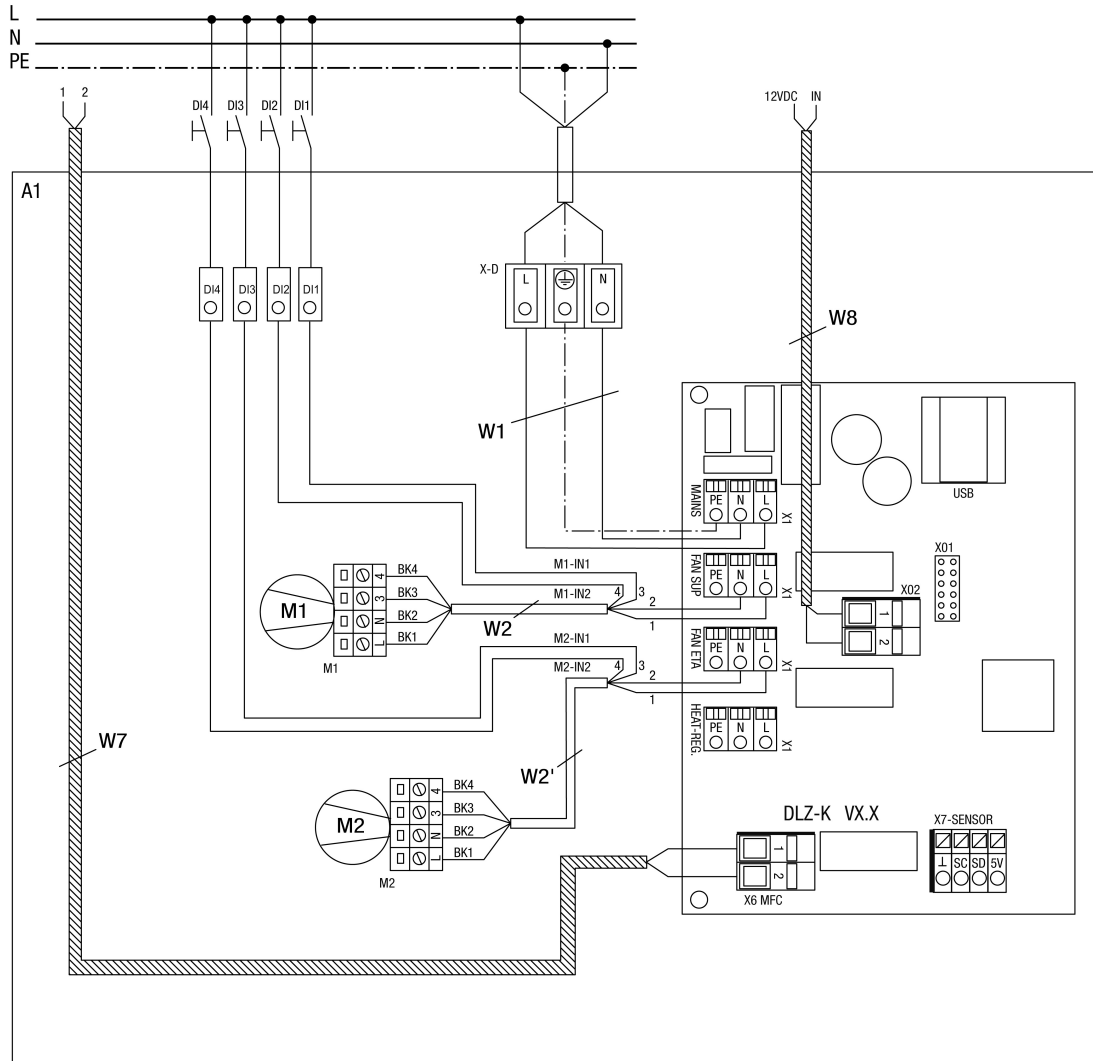 L
N
PE
1 2
DI4 DI3 DI2 DI1
12VDC IN
A1
X-D
L N
DI4 DI3 DI2 DI1
W8
W1
USB
MAINS
PE N L
X1
X01
M1-IN1
FAN SUP
PE N L
X1
X02
1
2
BK4
BK3
BK2
BK1
4
3
N
L
M1
M1
M1-IN2
4 3
2
1
W2
M2-IN1
FAN ETA
PE N L
X1
M2-IN2
4 3
2
1
HEAT-REG.
PE N L
X1
W7
W2'
BK4
BK3
BK2
BK1
4
3
N
L
M2
M2
DLZ-K VX.X
X7-SENSOR
⊥ SC SD 5V
1
2
X6 MFC